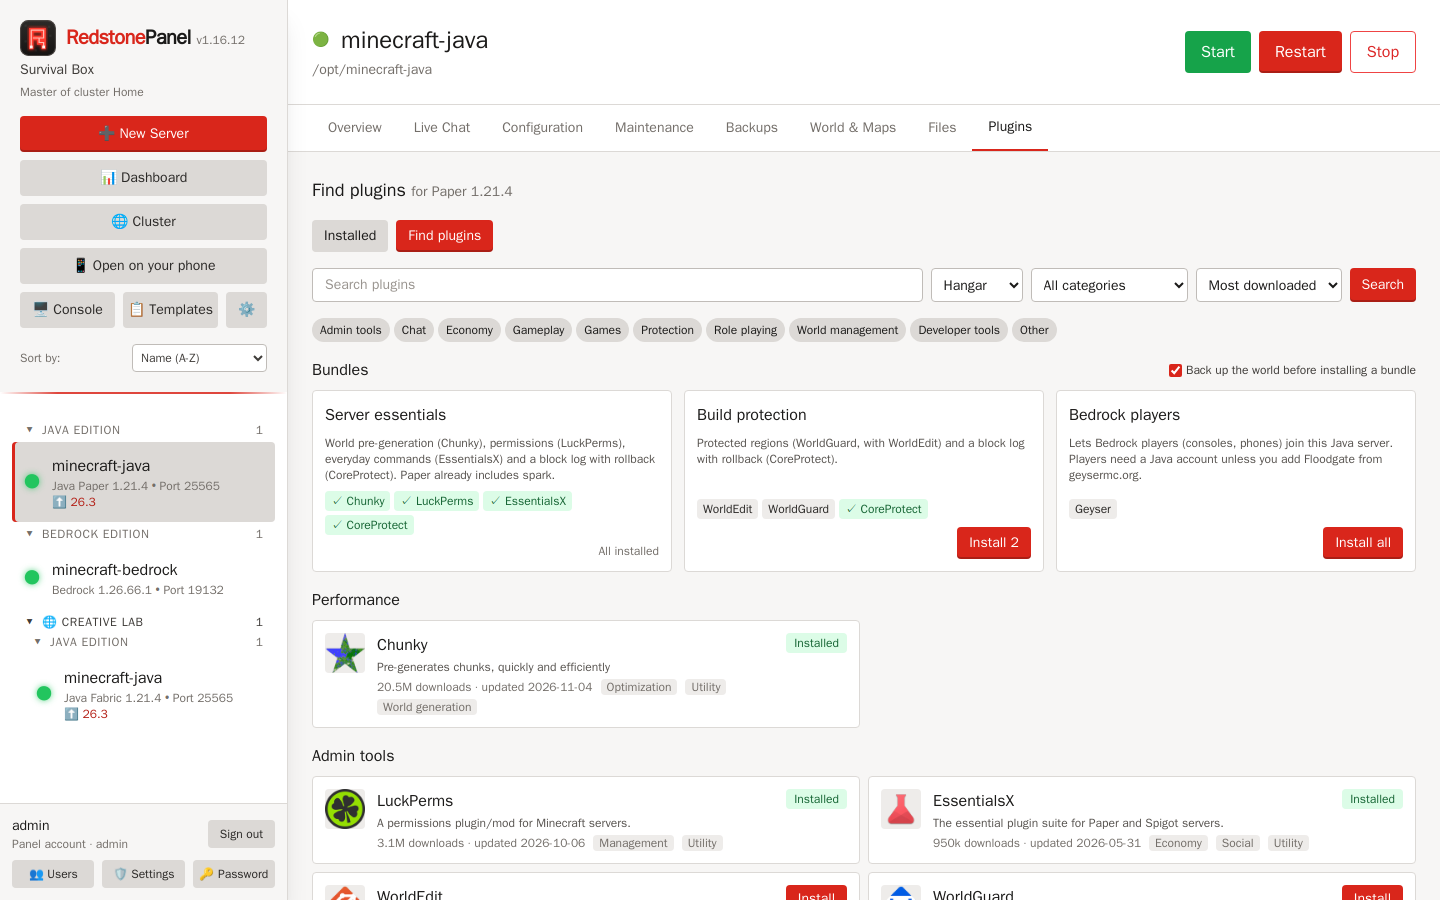 RedstonePanel v1.16.12
Survival Box
Master of cluster Home
➕ New Server
📊 Dashboard
🌐 Cluster
📱 Open on your phone
🖥️ Console
📋 Templates
⚙️
Sort by:
Name (A-Z)
▼ JAVA EDITION 1
minecraft-java
Java Paper 1.21.4 • Port 25565
⬆️ 26.3
▼ BEDROCK EDITION 1
minecraft-bedrock
Bedrock 1.26.66.1 • Port 19132
▼ 🌐 CREATIVE LAB 1
▼ JAVA EDITION 1
minecraft-java
Java Fabric 1.21.4 • Port 25565
⬆️ 26.3
admin
Panel account · admin
Sign out
👥 Users
🛡️ Settings
🔑 Password
minecraft-java
/opt/minecraft-java
Start
Restart
Stop
Overview
Live Chat
Configuration
Maintenance
Backups
World & Maps
Files
Plugins
Find plugins for Paper 1.21.4
Installed
Find plugins
Search plugins
Hangar
All categories
Most downloaded
Search
Admin tools
Chat
Economy
Gameplay
Games
Protection
Role playing
World management
Developer tools
Other
Bundles
Back up the world before installing a bundle
Server essentials
World pre-generation (Chunky), permissions (LuckPerms),
everyday commands (EssentialsX) and a block log with rollback
(CoreProtect). Paper already includes spark.
✓ Chunky
✓ LuckPerms
✓ EssentialsX
✓ CoreProtect
All installed
Build protection
Protected regions (WorldGuard, with WorldEdit) and a block log
with rollback (CoreProtect).
WorldEdit
WorldGuard
✓ CoreProtect
Install 2
Bedrock players
Lets Bedrock players (consoles, phones) join this Java server.
Players need a Java account unless you add Floodgate from
geysermc.org.
Geyser
Install all
Performance
Chunky
Installed
Pre-generates chunks, quickly and efficiently
20.5M downloads · updated 2026-11-04
Optimization
Utility
World generation
Admin tools
LuckPerms
Installed
A permissions plugin/mod for Minecraft servers.
3.1M downloads · updated 2026-10-06
Management
Utility
EssentialsX
Installed
The essential plugin suite for Paper and Spigot servers.
950k downloads · updated 2026-05-31
Economy
Social
Utility
WorldEdit
Install
WorldGuard
Install